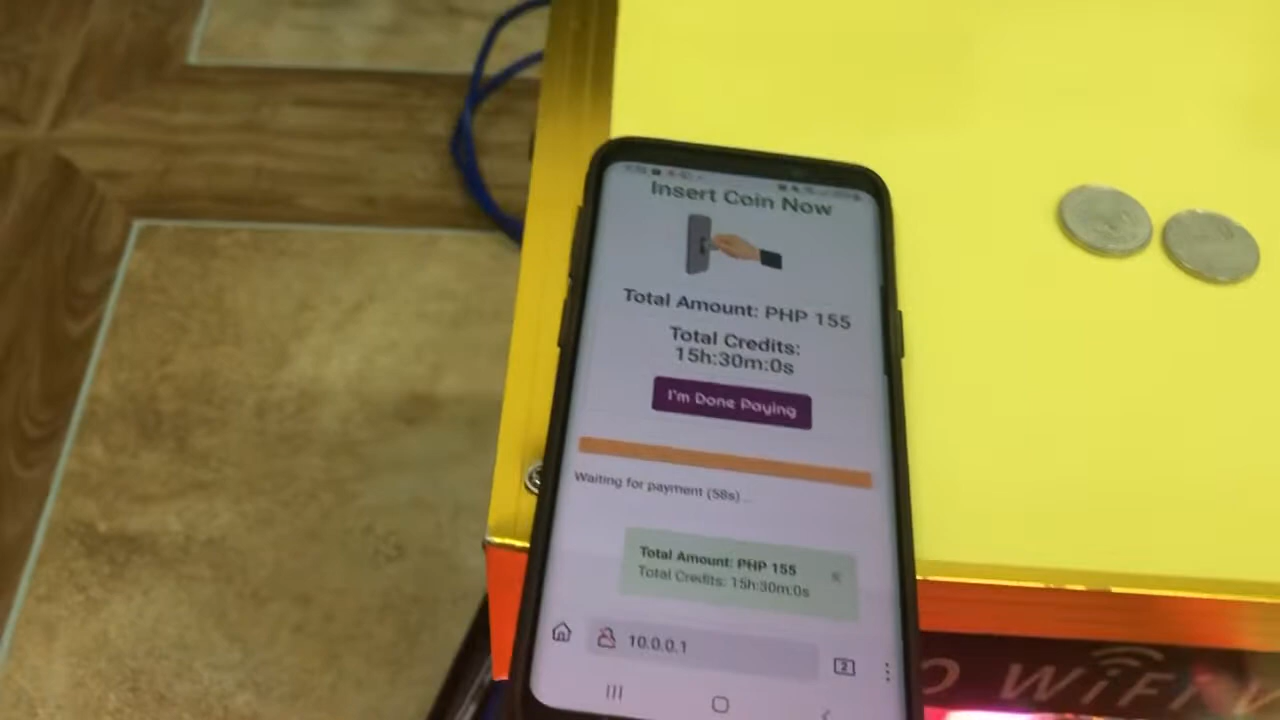 Insert Coin Now
Total Amount: PHP 155
Total Credits:
15h:30m:0s
I'm Done Paying
Waiting for payment (58s) ...
Total Amount: PHP 155
Total Credits: 15h:30m:0s
10.0.0.1
2
O WiFi V